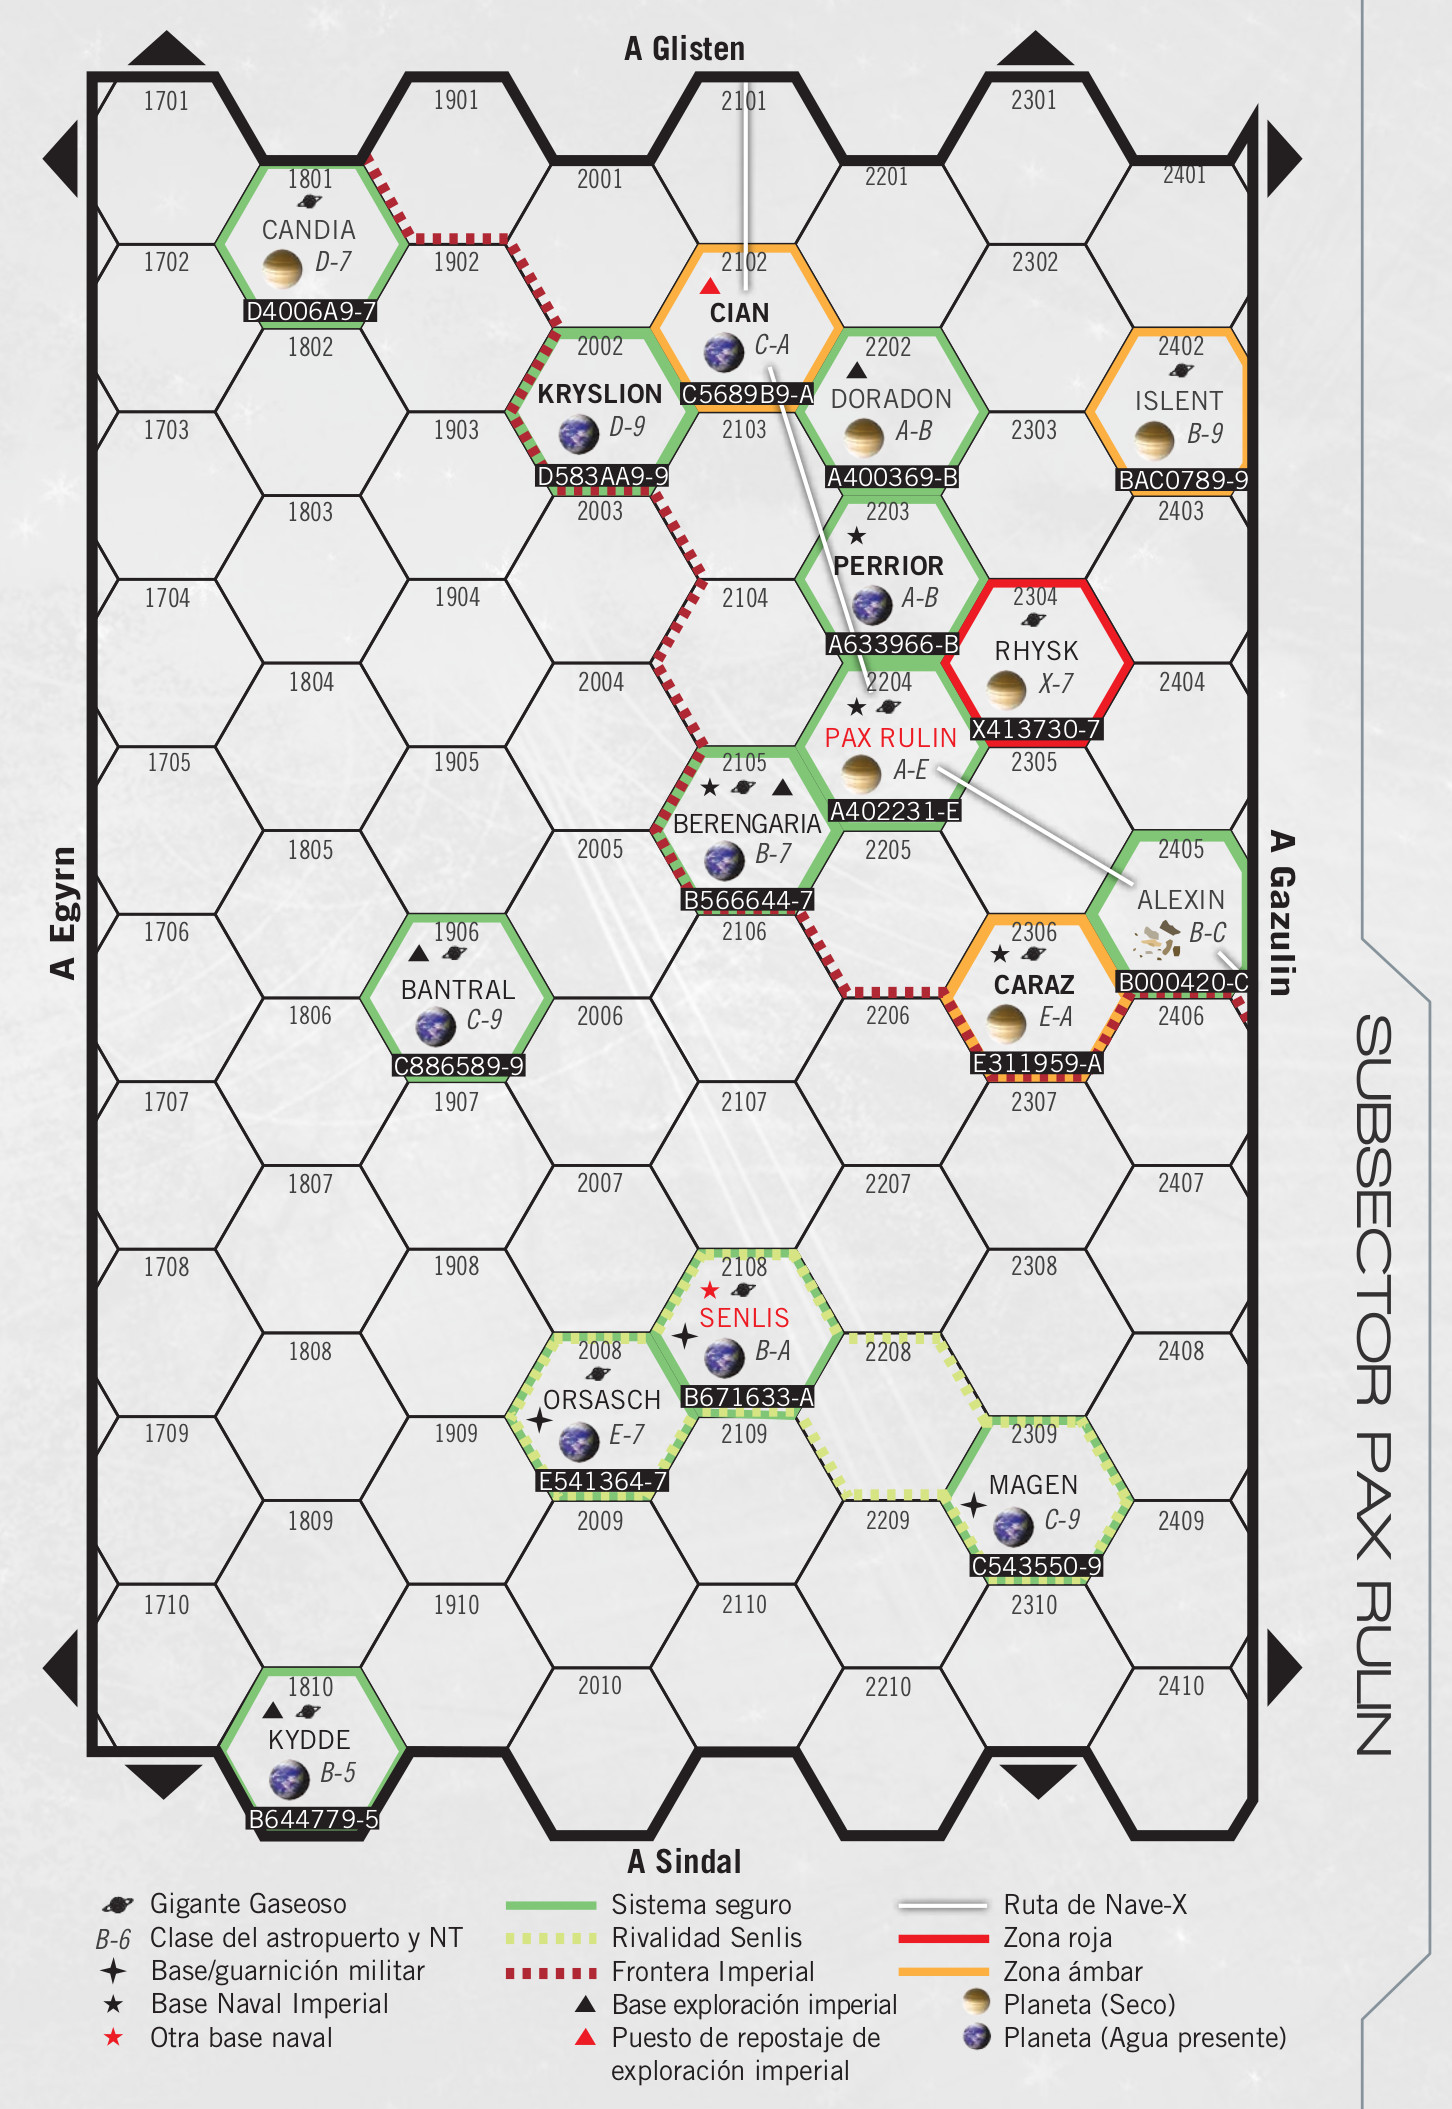 A Glisten
1701
1901
2101
2301
1801
2001
2201
2401
CANDIA
D-7
D4006A9-7
1702
1902
2102
2302
CIAN
C-A
C5689B9-A
1802
2002
2202
2402
KRYSLION
D-9
D583AA9-9
DORADON
A-B
A400369-B
ISLENT
B-9
BAC0789-9
1703
1903
2103
2303
1803
2003
2203
2403
PERRIOR
A-B
A633966-B
1704
1904
2104
2304
RHYSK
X-7
X413730-7
1804
2004
2204
2404
PAX RULIN
A-E
A402231-E
1705
1905
2105
2305
BERENGARIA
B-7
B566644-7
1805
2005
2205
2405
ALEXIN
B-C
B000420-C
A Egyrn
A Gazulin
1706
1906
2106
2306
BANTRAL
C-9
C886589-9
CARAZ
E-A
E311959-A
1806
2006
2206
2406
1707
1907
2107
2307
1807
2007
2207
2407
1708
1908
2108
2308
SENLIS
B-A
B671633-A
1808
2008
2208
2408
ORSASCH
E-7
E541364-7
1709
1909
2109
2309
MAGEN
C-9
C543550-9
1809
2009
2209
2409
1710
1910
2110
2310
1810
2010
2210
2410
KYDDE
B-5
B644779-5
A Sindal
SUBSECTOR PAX RULIN
Gigante Gaseoso
B-6 Clase del astropuerto y NT
Base/guarnición militar
Base Naval Imperial
Otra base naval
Sistema seguro
Rivalidad Senlis
Frontera Imperial
Base exploración imperial
Puesto de repostaje de
exploración imperial
Ruta de Nave-X
Zona roja
Zona ámbar
Planeta (Seco)
Planeta (Agua presente)